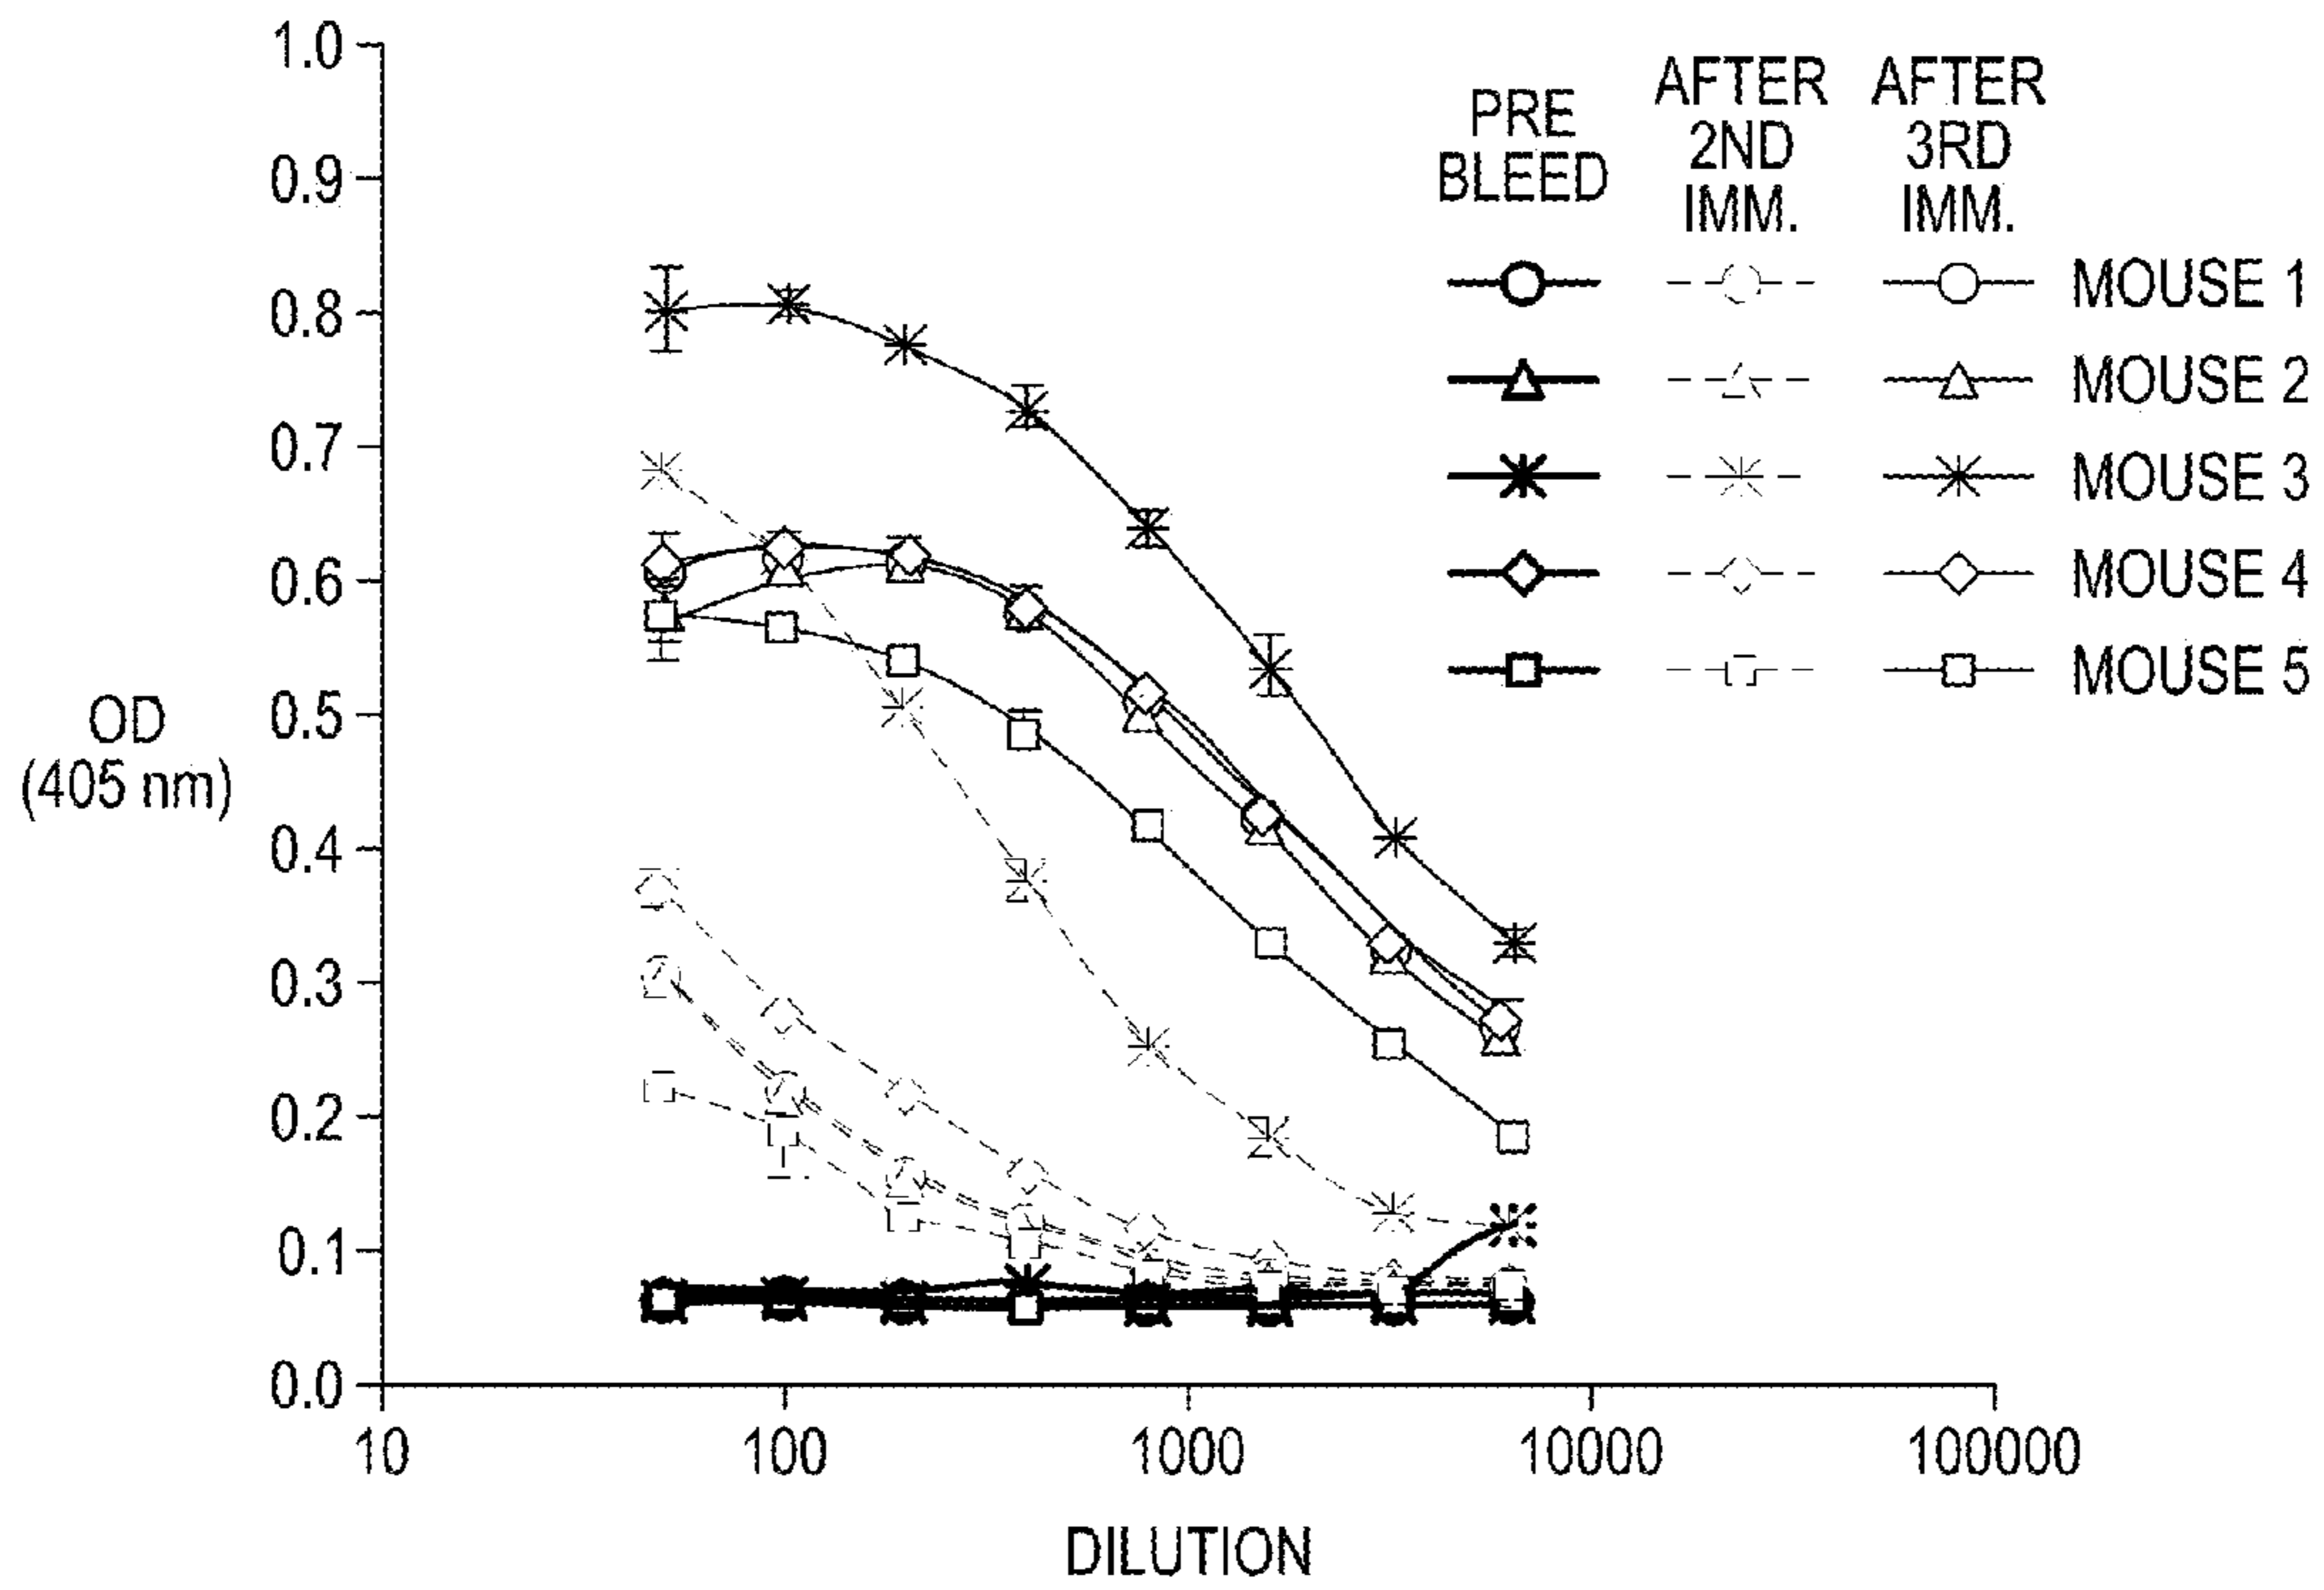 1.0
0.9
0.8
0.7
0.6
0.5
0.4
0.3
0.2
0.1
0.0
OD
(405 nm)
10 100 1000 10000 100000
DILUTION
PRE
BLEED
AFTER
2ND
IMM.
AFTER
3RD
IMM.
MOUSE 1
MOUSE 2
MOUSE 3
MOUSE 4
MOUSE 5